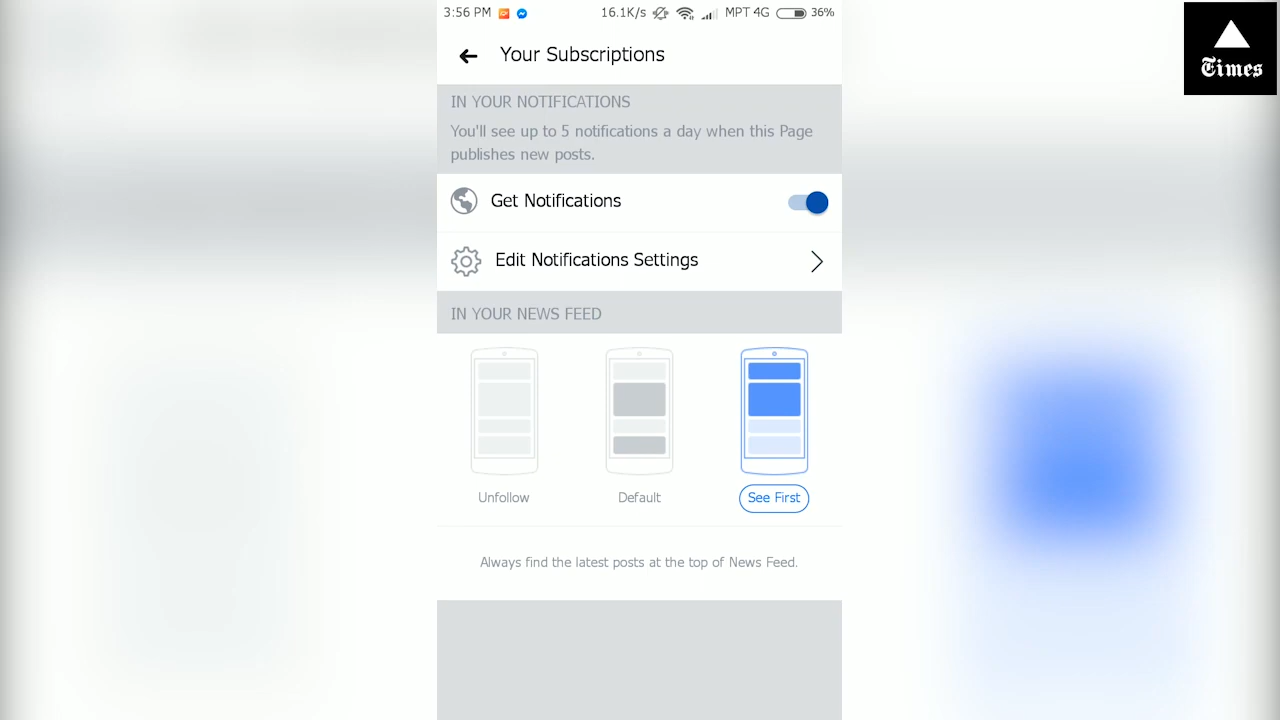 3:56 PM 16.1K/s MPT 4G 36%
Times
Your Subscriptions
IN YOUR NOTIFICATIONS
You'll see up to 5 notifications a day when this Page
publishes new posts.
Get Notifications
Edit Notifications Settings
IN YOUR NEWS FEED
Unfollow Default See First
Always find the latest posts at the top of News Feed.